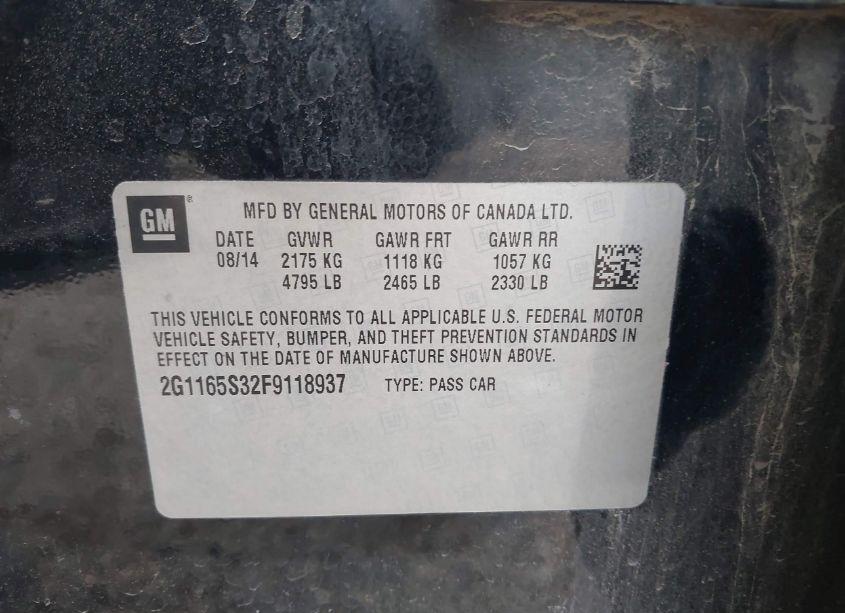 GM ® MFD BY GENERAL MOTORS OF CANADA LTD.
DATE GVWR GAWR FRT GAWR RR
08/14 2175 KG 1118 KG 1057 KG
4795 LB 2465 LB 2330 LB
THIS VEHICLE CONFORMS TO ALL APPLICABLE U.S. FEDERAL MOTOR
VEHICLE SAFETY, BUMPER, AND THEFT PREVENTION STANDARDS IN
EFFECT ON THE DATE OF MANUFACTURE SHOWN ABOVE.
2G1165S32F9118937 TYPE: PASS CAR